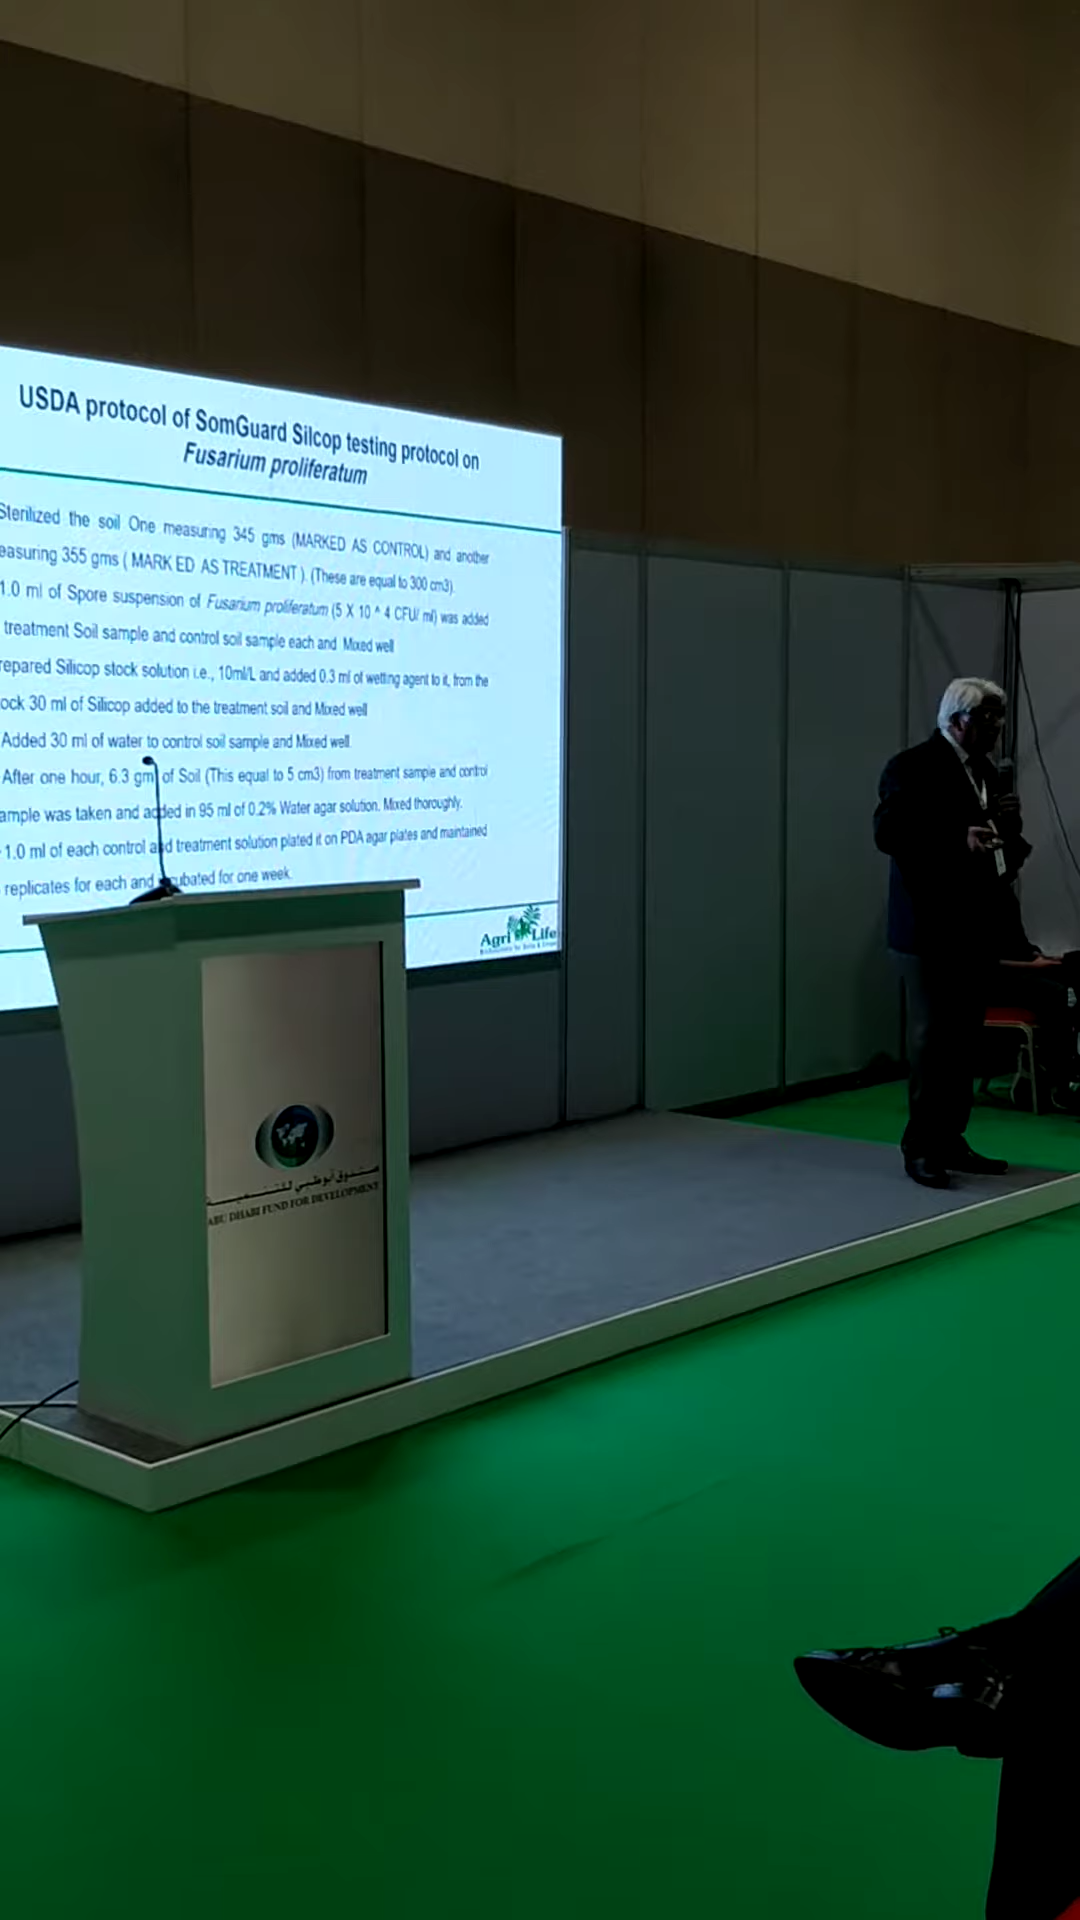 USDA protocol of SomGuard Silcop testing protocol on
Fusarium proliferatum
Sterilized the soil One measuring 345 gms (MARKED AS CONTROL) and another
easuring 355 gms ( MARK ED AS TREATMENT ). (These are equal to 300 cm3).
1.0 ml of Spore suspension of Fusarium proliferatum (5 X 10 ^ 4 CFU/ ml) was added
treatment Soil sample and control soil sample each and Mixed well
repared Silicop stock solution i.e., 10ml/L and added 0.3 ml of wetting agent to it, from the
ock 30 ml of Silicop added to the treatment soil and Mixed well
Added 30 ml of water to control soil sample and Mixed well.
After one hour, 6.3 gm of Soil (This equal to 5 cm3) from treatment sample and control
ample was taken and added in 95 ml of 0.2% Water agar solution. Mixed thoroughly.
1.0 ml of each control and treatment solution plated it on PDA agar plates and maintained
replicates for each and cubated for one week.
Agri Life
صندوق أبوظبي للتنمية
ABU DHABI FUND FOR DEVELOPMENT